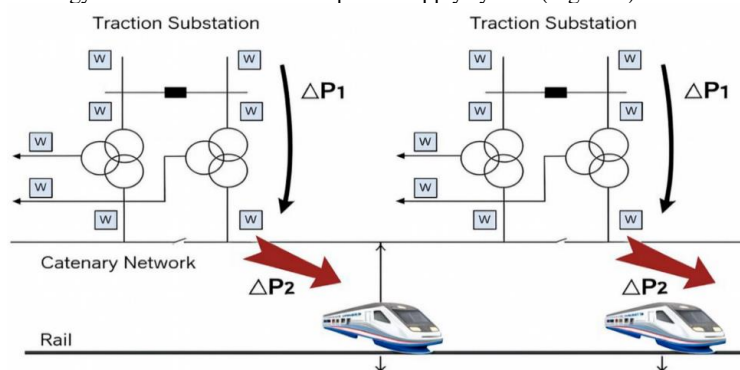 Traction Substation
Traction Substation
W W W W
△P1 △P1
W W W W
W W
W W
W W W W
Catenary Network
△P2 △P2
Rail